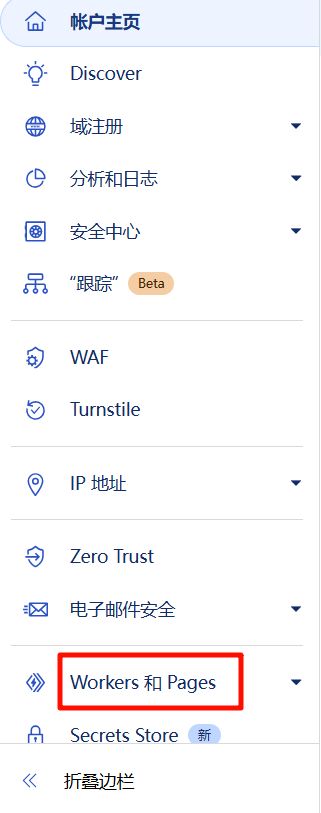 帐户主页
Discover
域注册
分析和日志
安全中心
“跟踪” Beta
WAF
Turnstile
IP 地址
Zero Trust
电子邮件安全
Workers 和 Pages
Secrets Store 新
折叠边栏